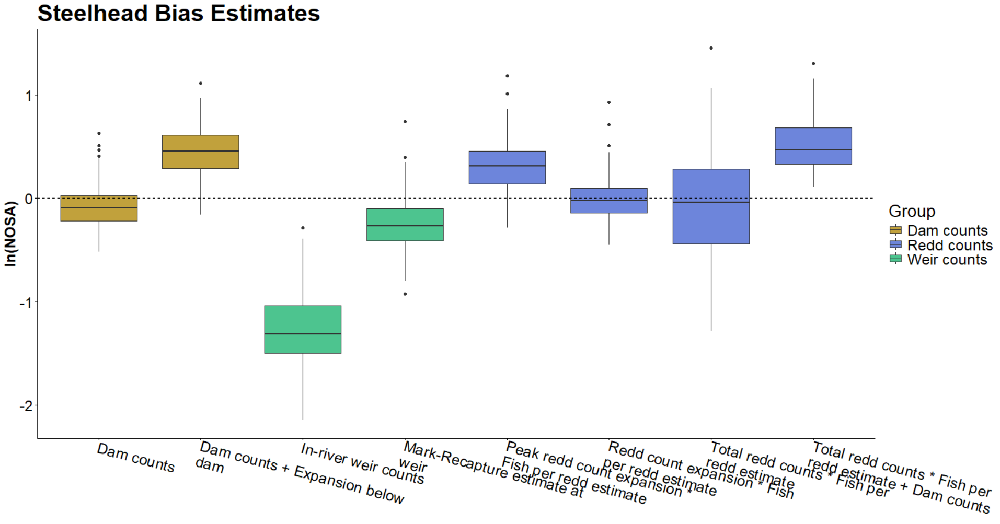 Steelhead Bias Estimates
ln(NOSA)
1
0
-1
-2
Dam counts
Dam counts + Expansion below
dam
In-river weir counts
Mark-Recapture estimate at
weir
Peak redd count expansion *
Fish per redd estimate
Redd count expansion * Fish
per redd estimate
Total redd counts * Fish per
redd estimate
Total redd counts * Fish per
redd estimate + Dam counts
Group
Dam counts
Redd counts
Weir counts